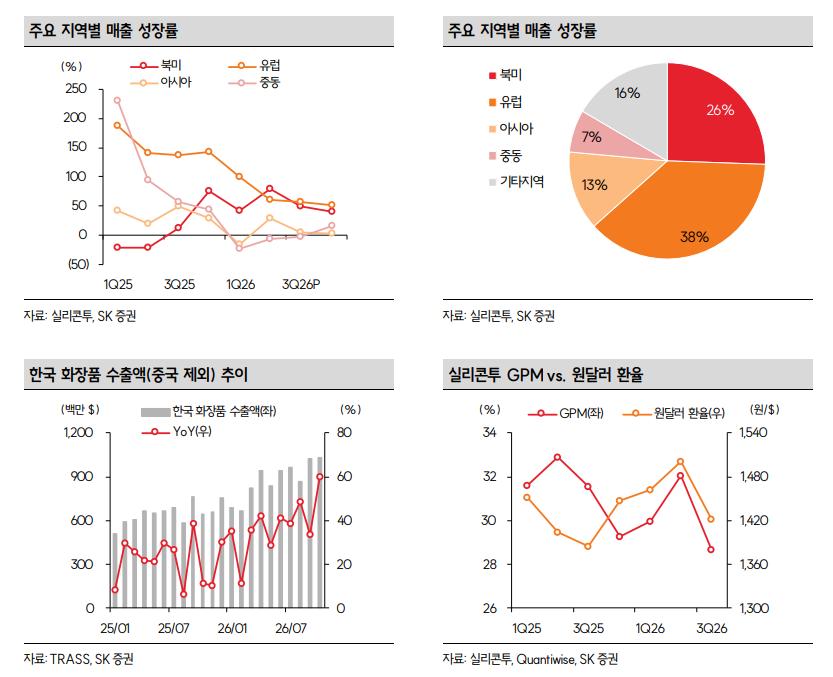 주요 지역별 매출 성장률
(%)
북미
유럽
아시아
중동
250
200
150
100
50
0
(50)
1Q25
3Q25
1Q26
3Q26P
자료: 실리콘투, SK 증권
주요 지역별 매출 성장률
북미
유럽
아시아
중동
기타지역
26%
38%
13%
7%
16%
자료: 실리콘투, SK 증권
한국 화장품 수출액(중국 제외) 추이
(백만 $)
한국 화장품 수출액(좌)
YoY(우)
(%)
1,200
900
600
300
0
80
60
40
20
0
25/01
25/07
26/01
26/07
자료: TRASS, SK 증권
실리콘투 GPM vs. 원달러 환율
(%)
GPM(좌)
원달러 환율(우)
(원/$)
34
32
30
28
26
1,540
1,480
1,420
1,360
1,300
1Q25
3Q25
1Q26
3Q26
자료: 실리콘투, Quantiwise, SK 증권